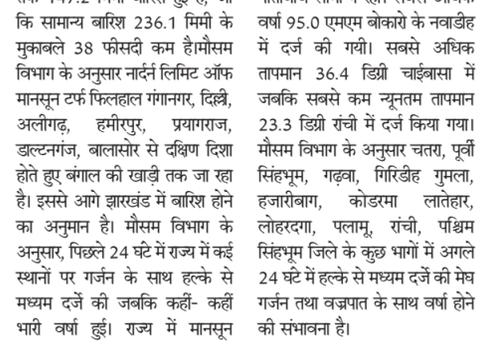 कि सामान्य बारिश 236.1 मिमी के
मुकाबले 38 फीसदी कम है।मौसम
विभाग के अनुसार नार्दर्न लिमिट ऑफ
मानसून टर्फ फिलहाल गंगानगर, दिल्ली,
अलीगढ़, हमीरपुर, प्रयागराज,
डाल्टनगंज, बालासोर से दक्षिण दिशा
होते हुए बंगाल की खाड़ी तक जा रहा
है। इससे आगे झारखंड में बारिश होने
का अनुमान है। मौसम विभाग के
अनुसार, पिछले 24 घंटे में राज्य में कई
स्थानों पर गर्जन के साथ हल्के से
मध्यम दर्जे की जबकि कहीं- कहीं
भारी वर्षा हुई। राज्य में मानसून
वर्षा 95.0 एमएम बोकारो के नवाडीह
में दर्ज की गयी। सबसे अधिक
तापमान 36.4 डिग्री चाईबासा में
जबकि सबसे कम न्यूनतम तापमान
23.3 डिग्री रांची में दर्ज किया गया।
मौसम विभाग के अनुसार चतरा, पूर्वी
सिंहभूम, गढ़वा, गिरिडीह गुमला,
हजारीबाग, कोडरमा लातेहार,
लोहरदगा, पलामू, रांची, पश्चिम
सिंहभूम जिले के कुछ भागों में अगले
24 घंटे में हल्के से मध्यम दर्जे की मेघ
गर्जन तथा वज्रपात के साथ वर्षा होने
की संभावना है।